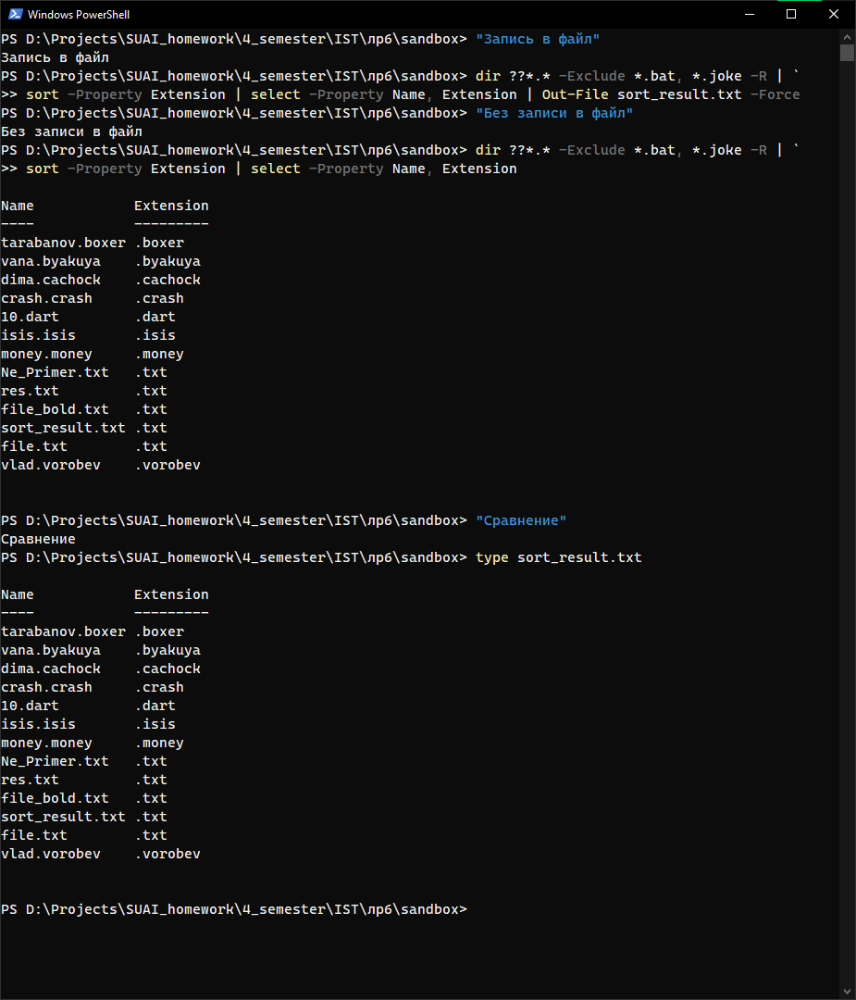 Windows PowerShell
PS D:\Projects\SUAI_homework\4_semester\IST\лр6\sandbox> "Запись в файл"
Запись в файл
PS D:\Projects\SUAI_homework\4_semester\IST\лр6\sandbox> dir ??*.* -Exclude *.bat, *.joke -R | `
>> sort -Property Extension | select -Property Name, Extension | Out-File sort_result.txt -Force
PS D:\Projects\SUAI_homework\4_semester\IST\лр6\sandbox> "Без записи в файл"
Без записи в файл
PS D:\Projects\SUAI_homework\4_semester\IST\лр6\sandbox> dir ??*.* -Exclude *.bat, *.joke -R | `
>> sort -Property Extension | select -Property Name, Extension
Name            Extension
----            ---------
tarabanov.boxer .boxer
vana.byakuya    .byakuya
dima.cachock    .cachock
crash.crash     .crash
10.dart         .dart
isis.isis       .isis
money.money     .money
Ne_Primer.txt   .txt
res.txt         .txt
file_bold.txt   .txt
sort_result.txt .txt
file.txt        .txt
vlad.vorobev    .vorobev
PS D:\Projects\SUAI_homework\4_semester\IST\лр6\sandbox> "Сравнение"
Сравнение
PS D:\Projects\SUAI_homework\4_semester\IST\лр6\sandbox> type sort_result.txt
Name            Extension
----            ---------
tarabanov.boxer .boxer
vana.byakuya    .byakuya
dima.cachock    .cachock
crash.crash     .crash
10.dart         .dart
isis.isis       .isis
money.money     .money
Ne_Primer.txt   .txt
res.txt         .txt
file_bold.txt   .txt
sort_result.txt .txt
file.txt        .txt
vlad.vorobev    .vorobev
PS D:\Projects\SUAI_homework\4_semester\IST\лр6\sandbox>